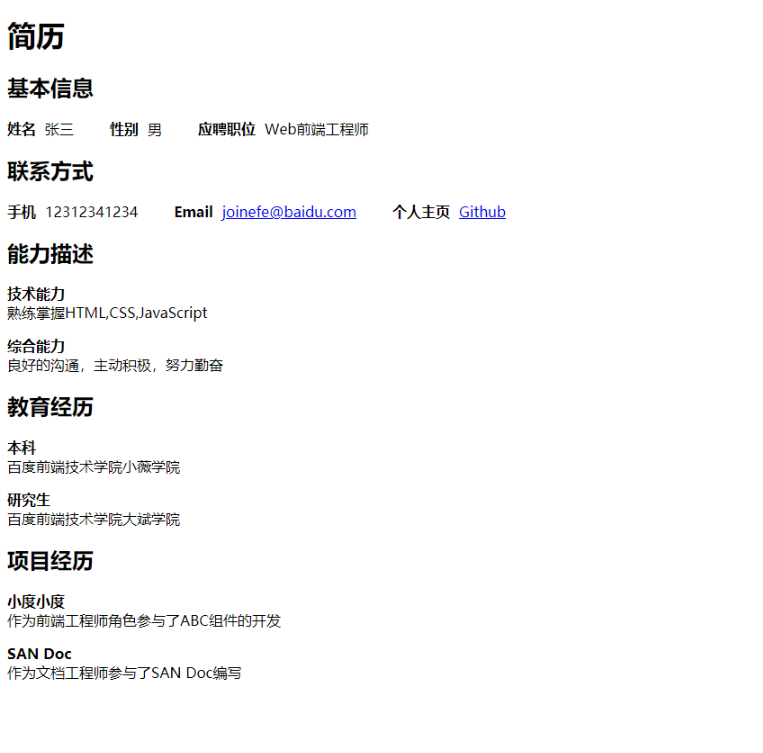 简历
基本信息
姓名 张三 性别 男 应聘职位 Web前端工程师
联系方式
手机 12312341234 Email joinefe@baidu.com 个人主页 Github
能力描述
技术能力
熟练掌握HTML,CSS,JavaScript
综合能力
良好的沟通，主动积极，努力勤奋
教育经历
本科
百度前端技术学院小薇学院
研究生
百度前端技术学院大斌学院
项目经历
小度小度
作为前端工程师角色参与了ABC组件的开发
SAN Doc
作为文档工程师参与了SAN Doc编写